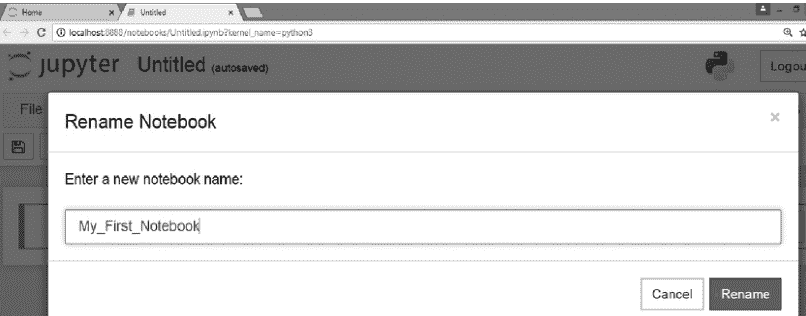 Home Untitled
localhost:8888/notebooks/Untitled.ipynb?kernel_name=python3
jupyter Untitled (autosaved)
Logou
File
Rename Notebook
Enter a new notebook name:
My_First_Notebook
Cancel Rename